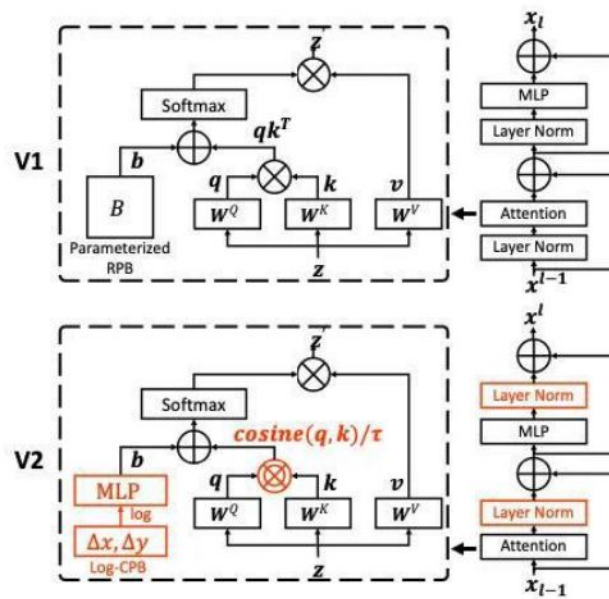 V1
z'
Softmax
qk^T
b
q
k
v
B
W^Q
W^K
W^V
Parameterized
RPB
z
x_l
MLP
Layer Norm
Attention
Layer Norm
x^{l-1}
V2
z'
Softmax
cosine(q, k)/τ
b
q
k
v
MLP
log
Δx, Δy
Log-CPB
W^Q
W^K
W^V
z
x^l
Layer Norm
MLP
Layer Norm
Attention
x_{l-1}